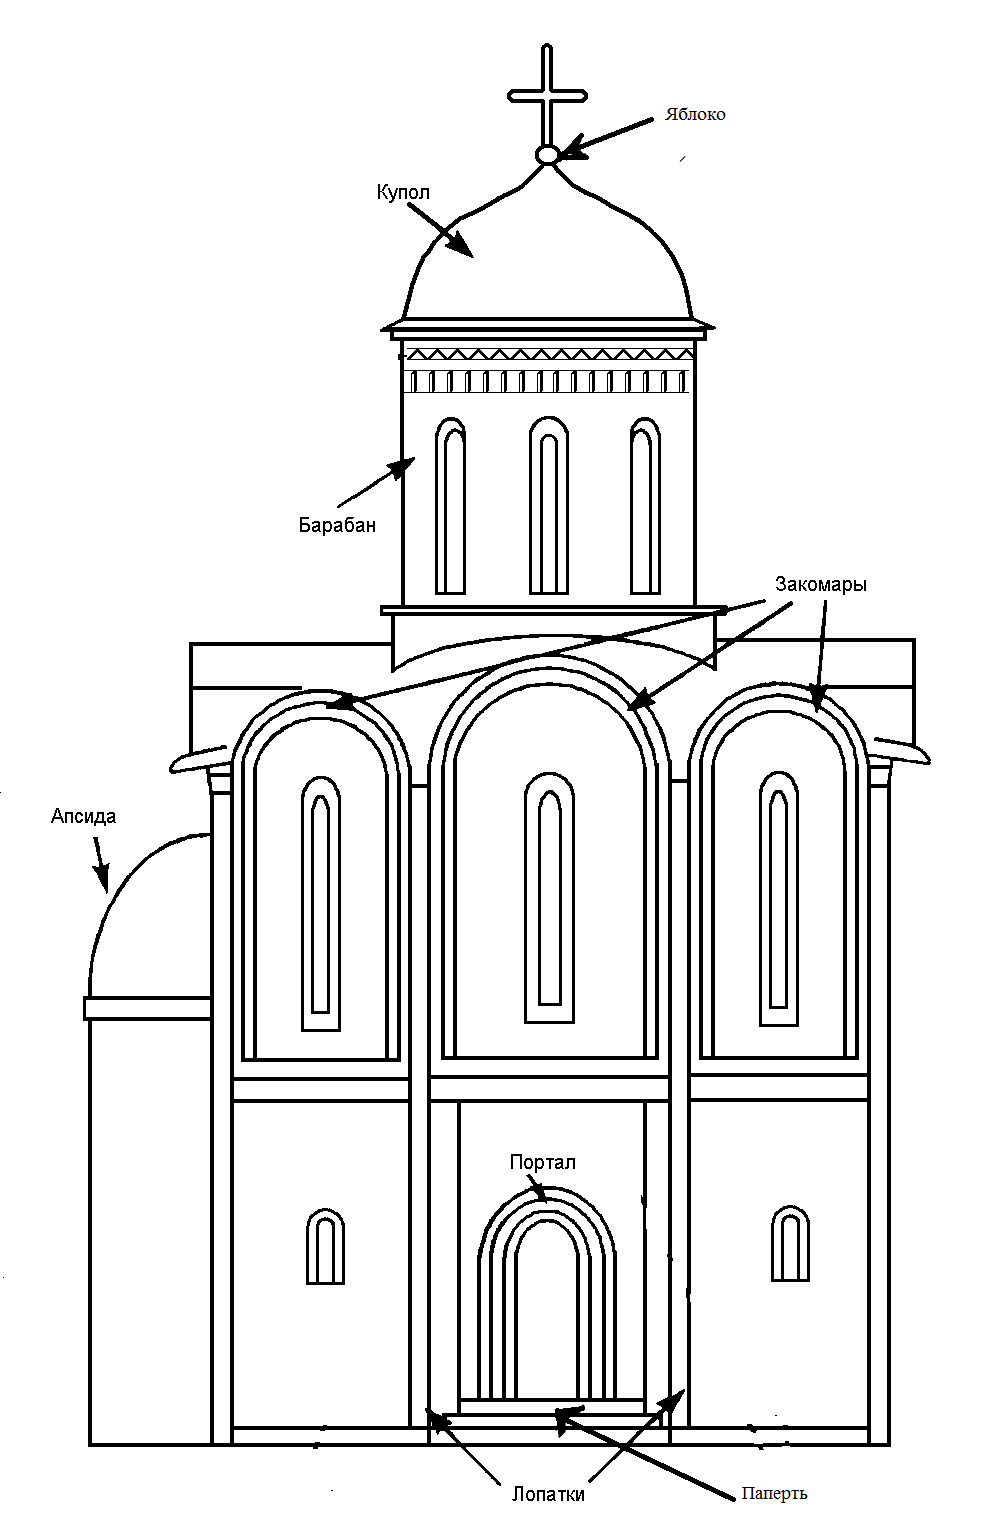 Яблоко
Купол
Барабан
Закомары
Апсида
Портал
Лопатки
Паперть